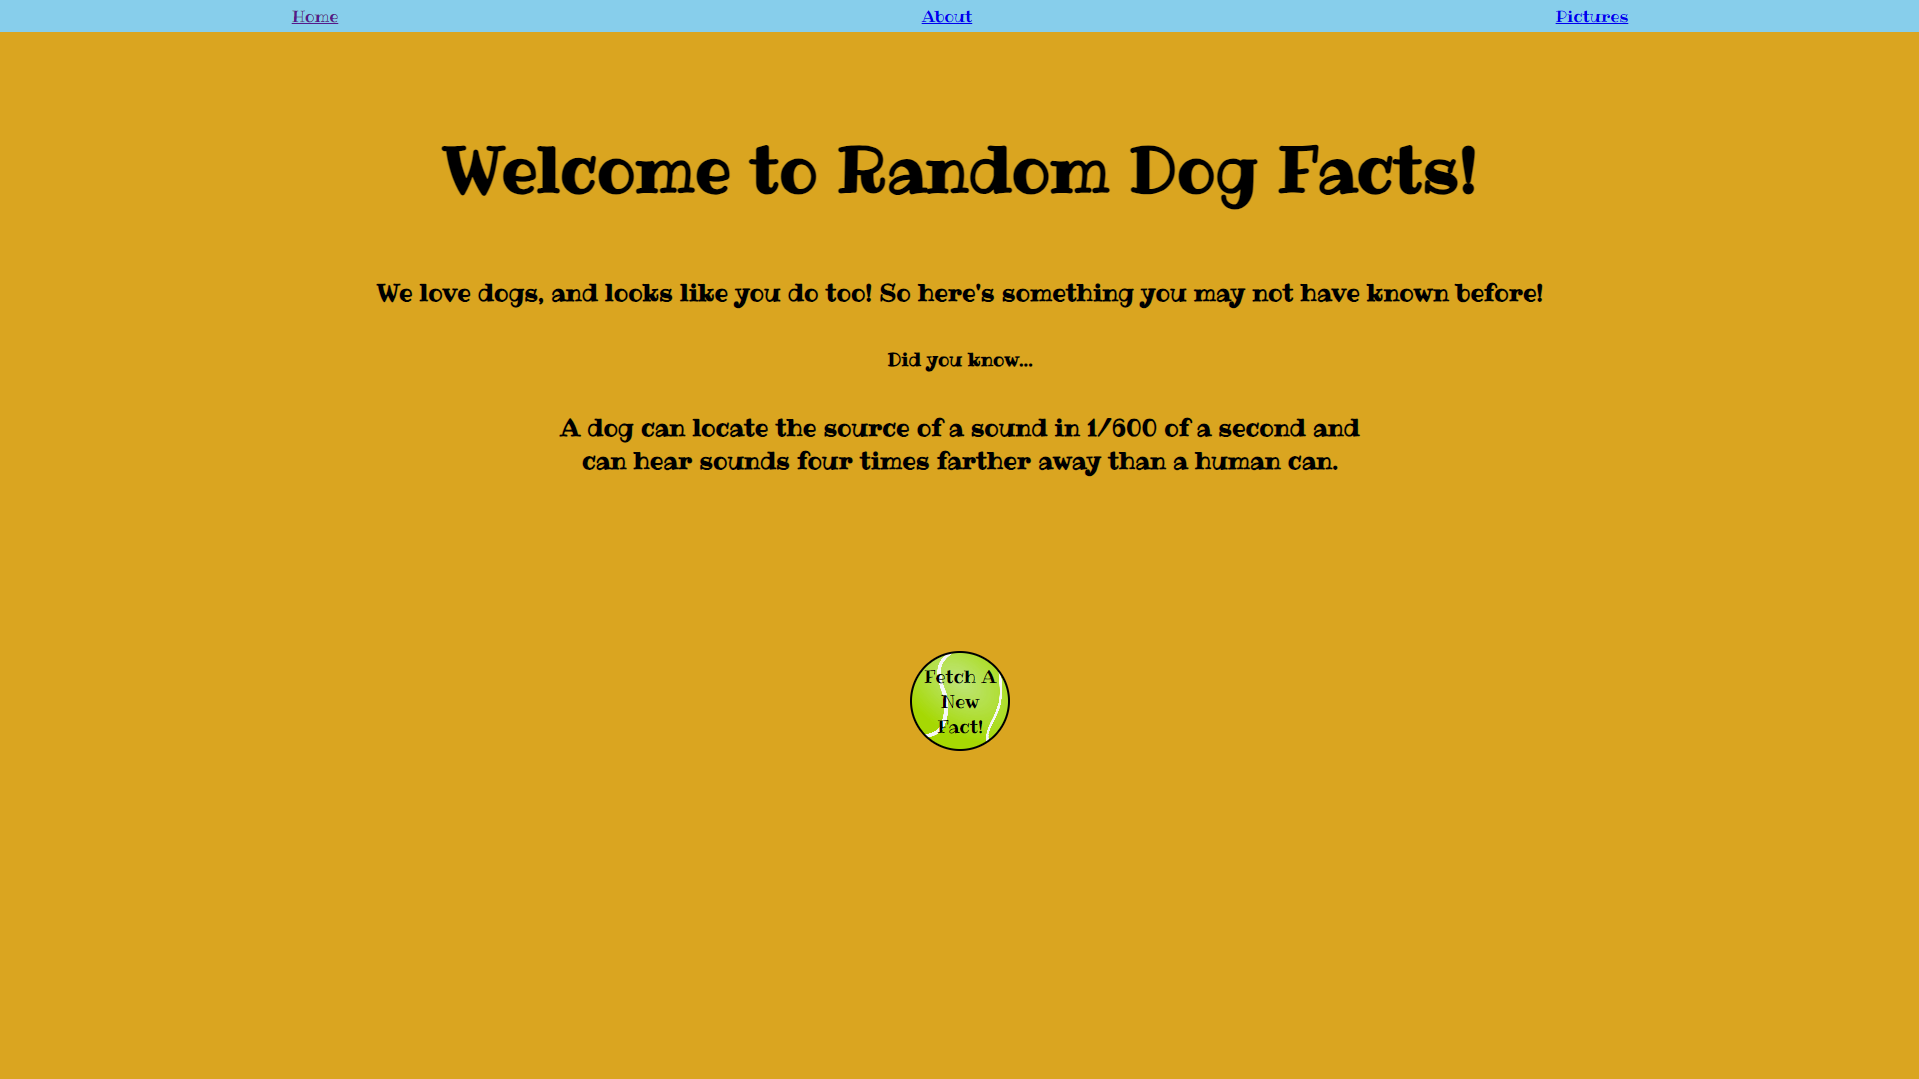 Home About Pictures
Welcome to Random Dog Facts!
We love dogs, and looks like you do too! So here's something you may not have known before!
Did you know...
A dog can locate the source of a sound in 1/600 of a second and
can hear sounds four times farther away than a human can.
Fetch A
New
Fact!